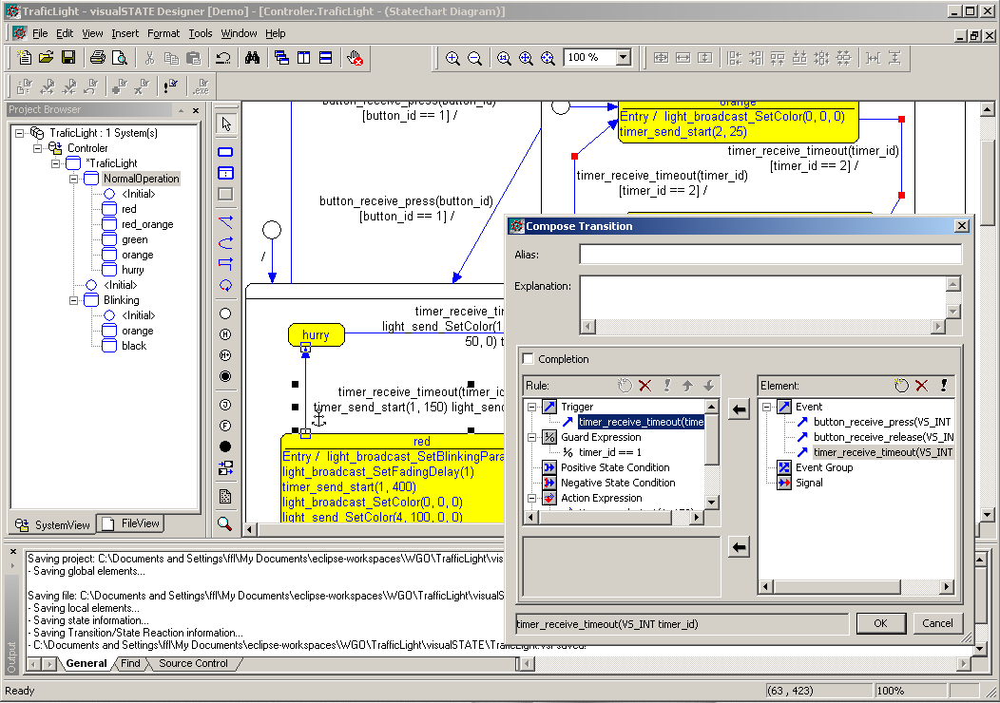 TraficLight - visualSTATE Designer [Demo] - [Controler.TraficLight - (Statechart Diagram)]
File Edit View Insert Format Tools Window Help
100 %
.exe
Project Browser
TraficLight : 1 System(s)
Controler
*TraficLight
NormalOperation
<Initial>
red
red_orange
green
orange
hurry
<Initial>
Blinking
<Initial>
orange
black
SystemView FileView
button_receive_press(button_id)
[button_id == 1] /
orange
Entry / light_broadcast_SetColor(0, 0, 0)
timer_send_start(2, 25)
timer_receive_timeout(timer_id)
[timer_id == 2] /
timer_receive_timeout(timer_id)
[timer_id == 2] /
button_receive_press(button_id)
[button_id == 1] /
/
timer_receive_tim
light_send_SetColor(1
50, 0) t
hurry
timer_receive_timeout(timer_id
timer_send_start(1, 150) light_send
red
Entry / light_broadcast_SetBlinkingPara
light_broadcast_SetFadingDelay(1)
timer_send_start(1, 400)
light_broadcast_SetColor(0, 0, 0)
light_send_SetColor(4, 100, 0, 0)
Compose Transition
Alias:
Explanation:
Completion
Rule:
Trigger
timer_receive_timeout(time
Guard Expression
timer_id == 1
Positive State Condition
Negative State Condition
Action Expression
Element:
Event
button_receive_press(VS_INT
button_receive_release(VS_IN
timer_receive_timeout(VS_INT
Event Group
Signal
timer_receive_timeout(VS_INT timer_id)
OK Cancel
Output
Saving project: C:\Documents and Settings\ffl\My Documents\eclipse-workspaces\WGO\TrafficLight\vis
- Saving global elements...
Saving file: C:\Documents and Settings\ffl\My Documents\eclipse-workspaces\WGO\TrafficLight\visualS
- Saving local elements...
- Saving state information...
- Saving Transition/State Reaction information...
- C:\Documents and Settings\ffl\My Documents\eclipse-workspaces\WGO\TrafficLight\visualSTATE\TraficLight.vsr saved!
General Find Source Control
Ready
(63 , 423) 100%